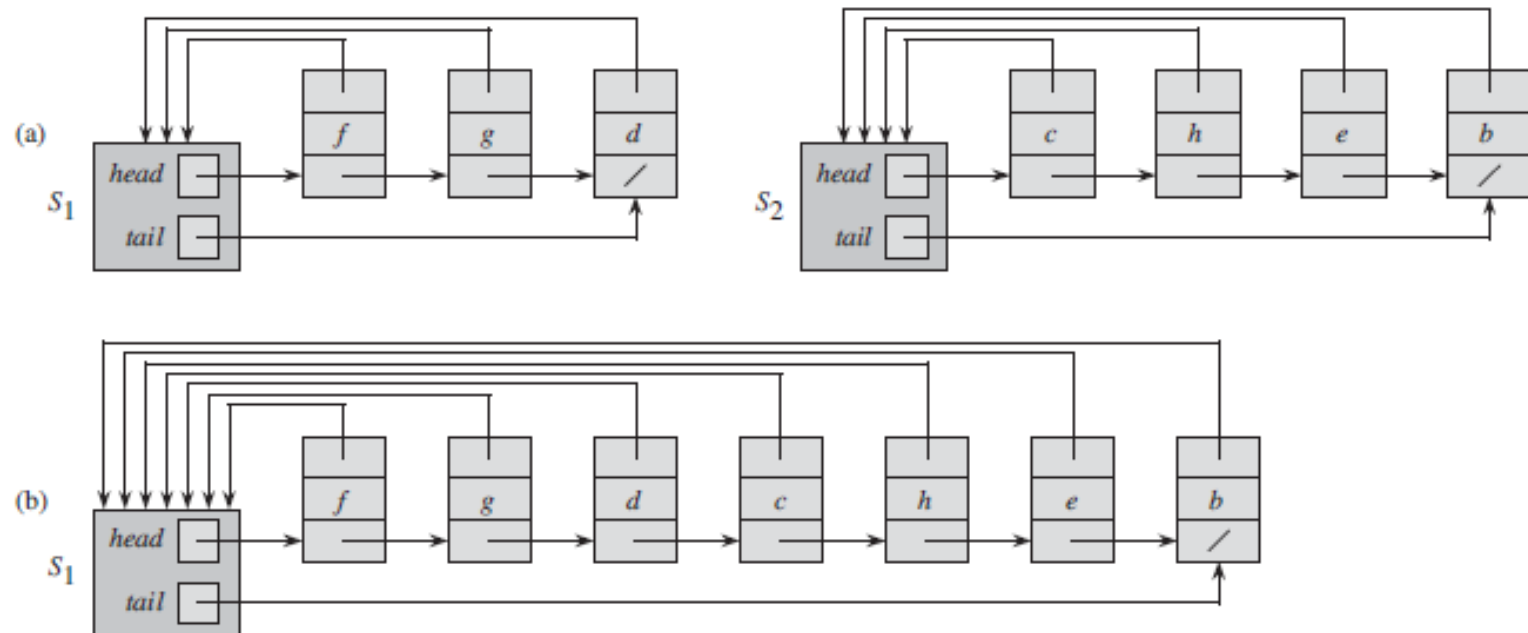 (a) f g d c h e b
S1 head / head /
S2 tail tail
(b) f g d c h e b
S1 head /
tail